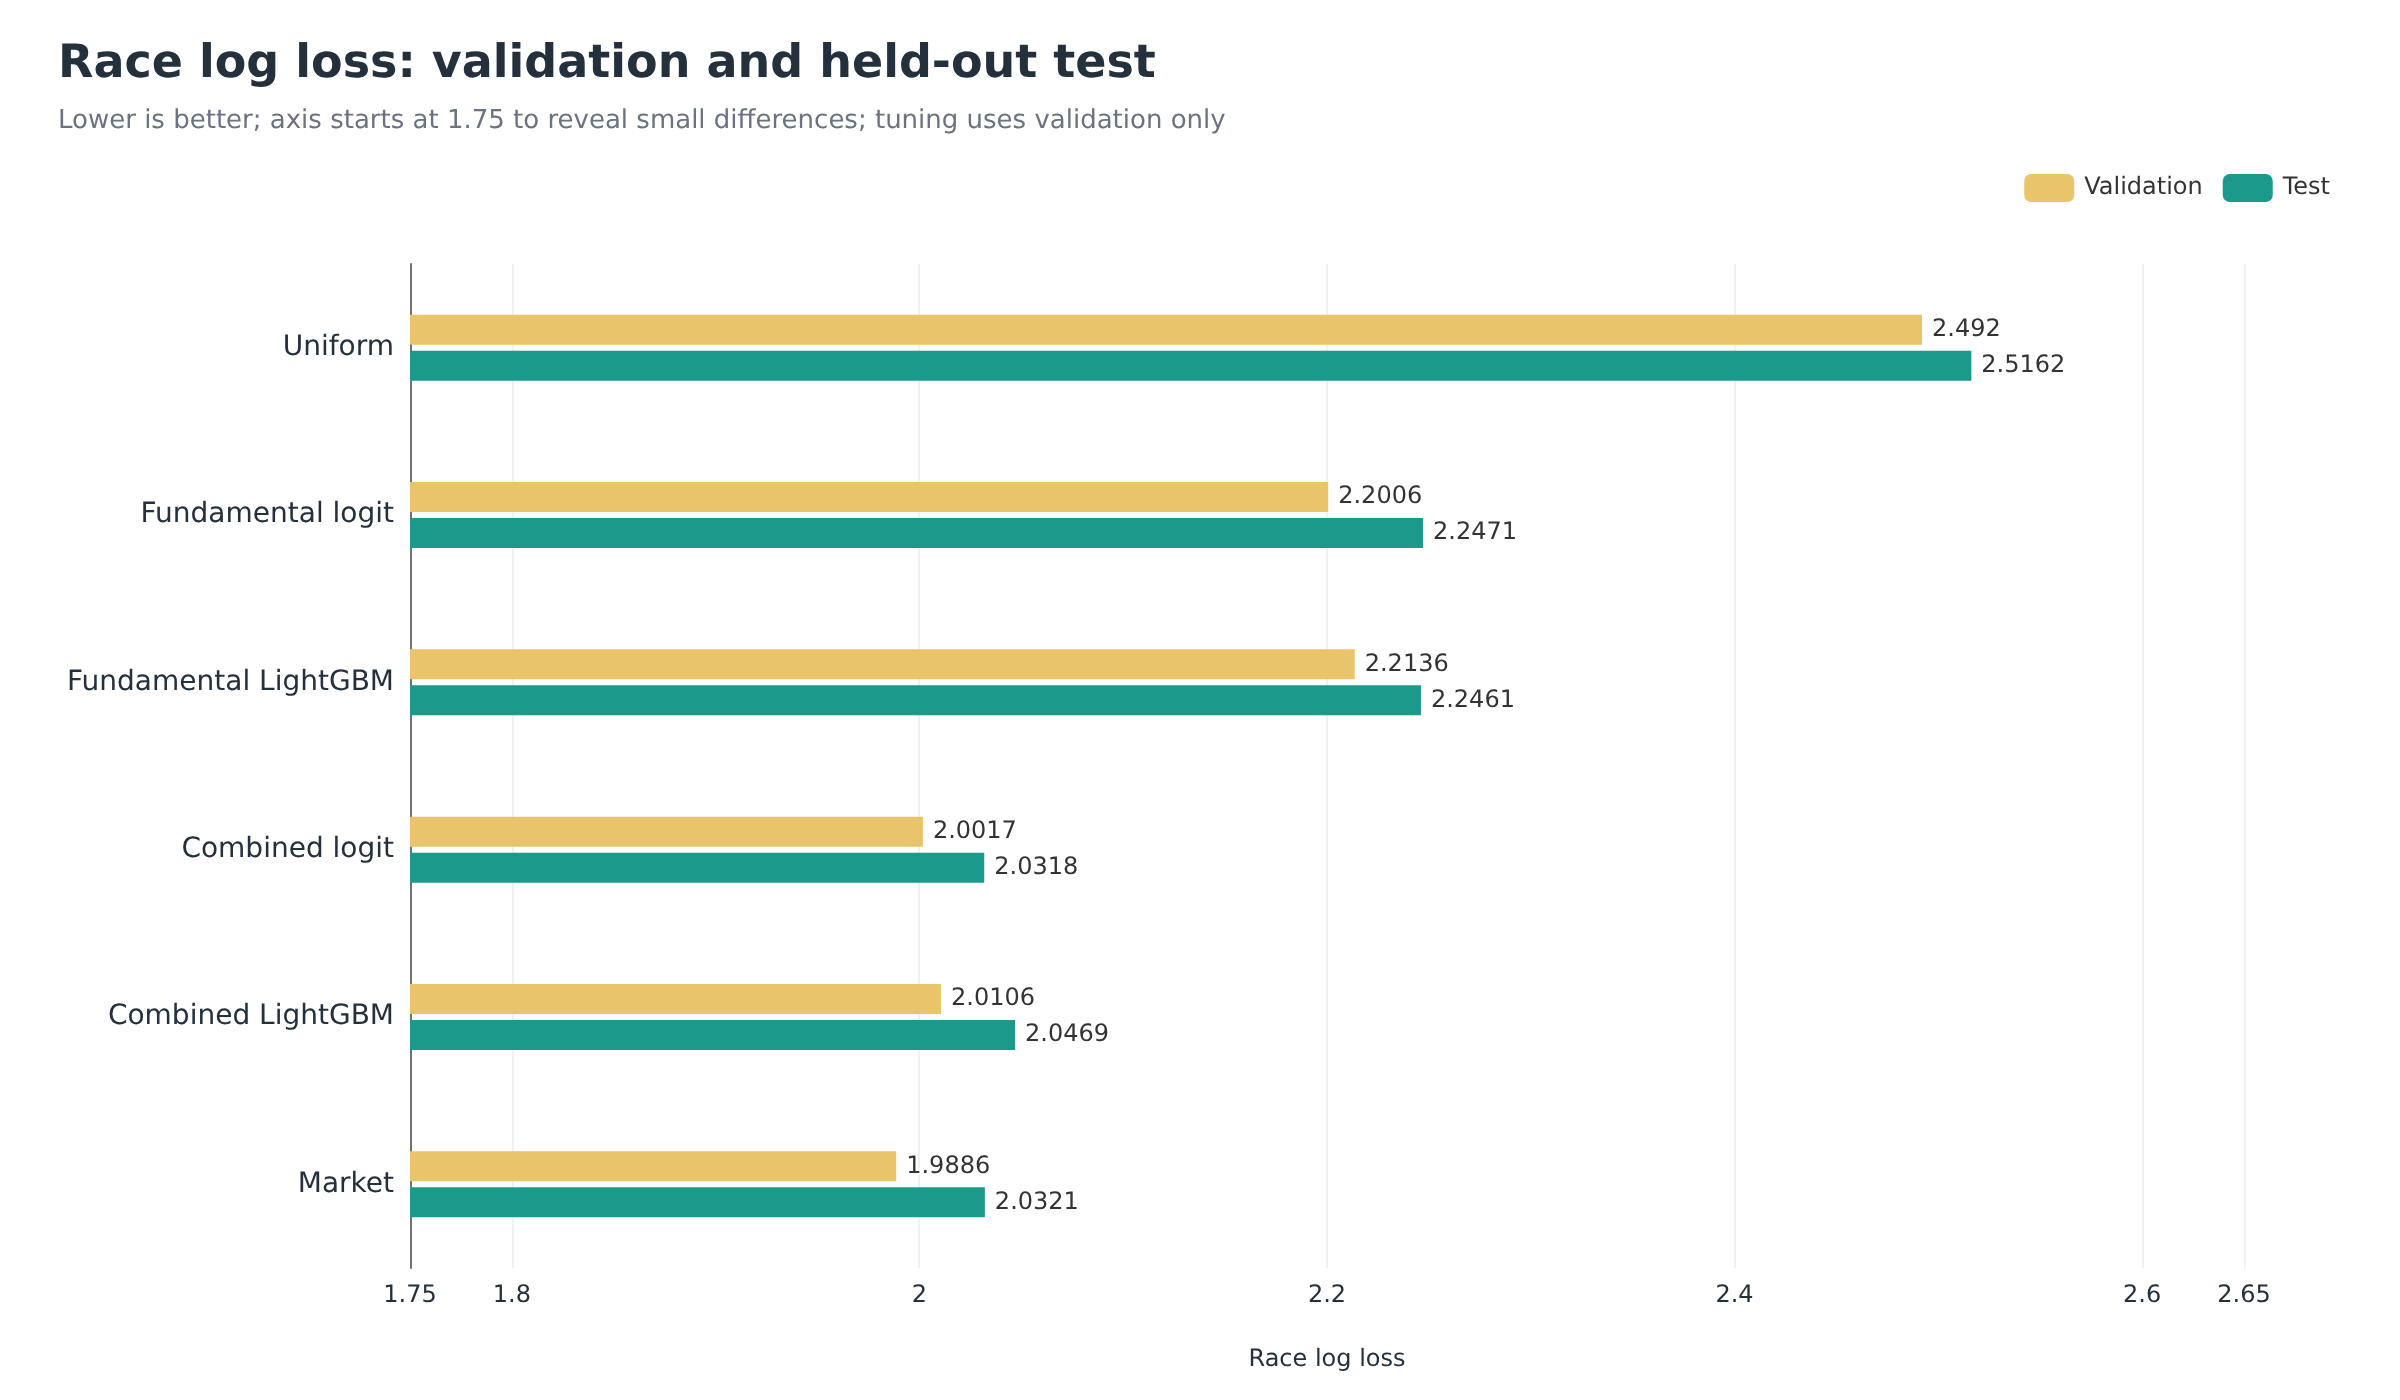 Race log loss: validation and held-out test
Lower is better; axis starts at 1.75 to reveal small differences; tuning uses validation only
Validation Test
Uniform 2.492
2.5162
Fundamental logit 2.2006
2.2471
Fundamental LightGBM 2.2136
2.2461
Combined logit 2.0017
2.0318
Combined LightGBM 2.0106
2.0469
Market 1.9886
2.0321
1.75 1.8 2 2.2 2.4 2.6 2.65
Race log loss